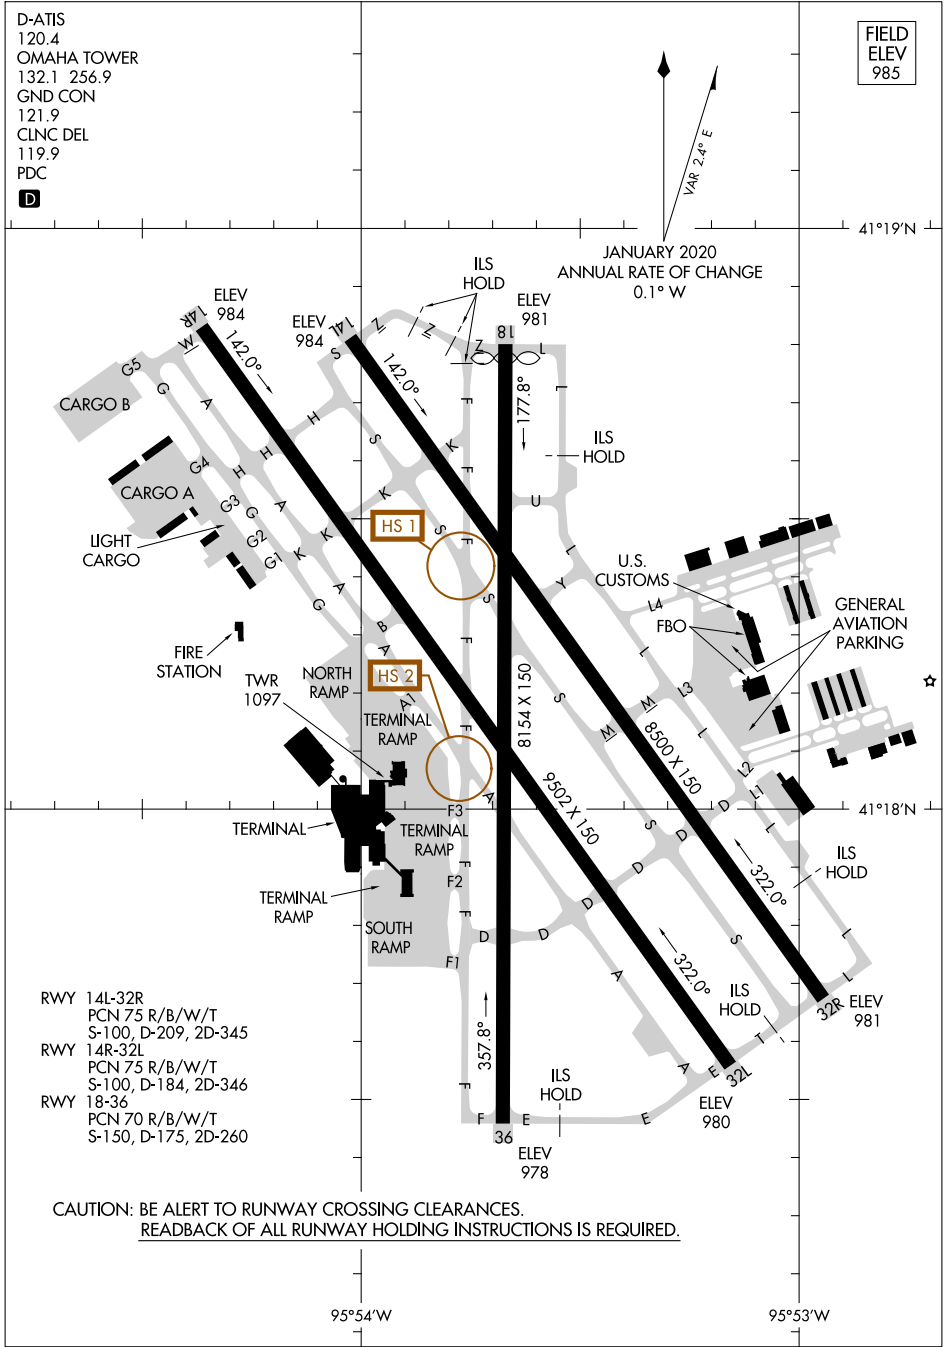 D-ATIS
120.4
OMAHA TOWER
132.1 256.9
GND CON
121.9
CLNC DEL
119.9
PDC
D
FIELD
ELEV
985
VAR 2.4° E
JANUARY 2020
ANNUAL RATE OF CHANGE
0.1° W
41°19'N
ILS
HOLD
ELEV
984
ELEV
984
ELEV
981
14R
14L
18
W
S
Z
Z
Z
L
142.0°
142.0°
177.8°
G5
G
A
H
S
K
F
F
L
CARGO B
ILS
HOLD
G4
H
H
CARGO A
G3
G
A
K
U
HS 1
LIGHT
CARGO
G2
G1
K
K
S
F
L
Y
U.S.
CUSTOMS
L4
FBO
GENERAL
AVIATION
PARKING
G
A
B
A
S
F
L
FIRE
STATION
NORTH
RAMP
HS 2
TWR
1097
A1
TERMINAL
RAMP
F
8154 X 150
S
M
M
L3
L
8500 X 150
L2
L1
L
9502 X 150
A
F3
D
41°18'N
TERMINAL
TERMINAL
RAMP
S
D
D
ILS
HOLD
F
F2
TERMINAL
RAMP
322.0°
F
D
D
D
S
L
SOUTH
RAMP
F1
A
322.0°
L
RWY 14L-32R
PCN 75 R/B/W/T
S-100, D-209, 2D-345
RWY 14R-32L
PCN 75 R/B/W/T
S-100, D-184, 2D-346
RWY 18-36
PCN 70 R/B/W/T
S-150, D-175, 2D-260
357.8°
ILS
HOLD
32R
ELEV
981
T
A
E
32L
ELEV
980
ILS
HOLD
F
F
E
E
36
ELEV
978
CAUTION: BE ALERT TO RUNWAY CROSSING CLEARANCES.
READBACK OF ALL RUNWAY HOLDING INSTRUCTIONS IS REQUIRED.
95°54'W
95°53'W